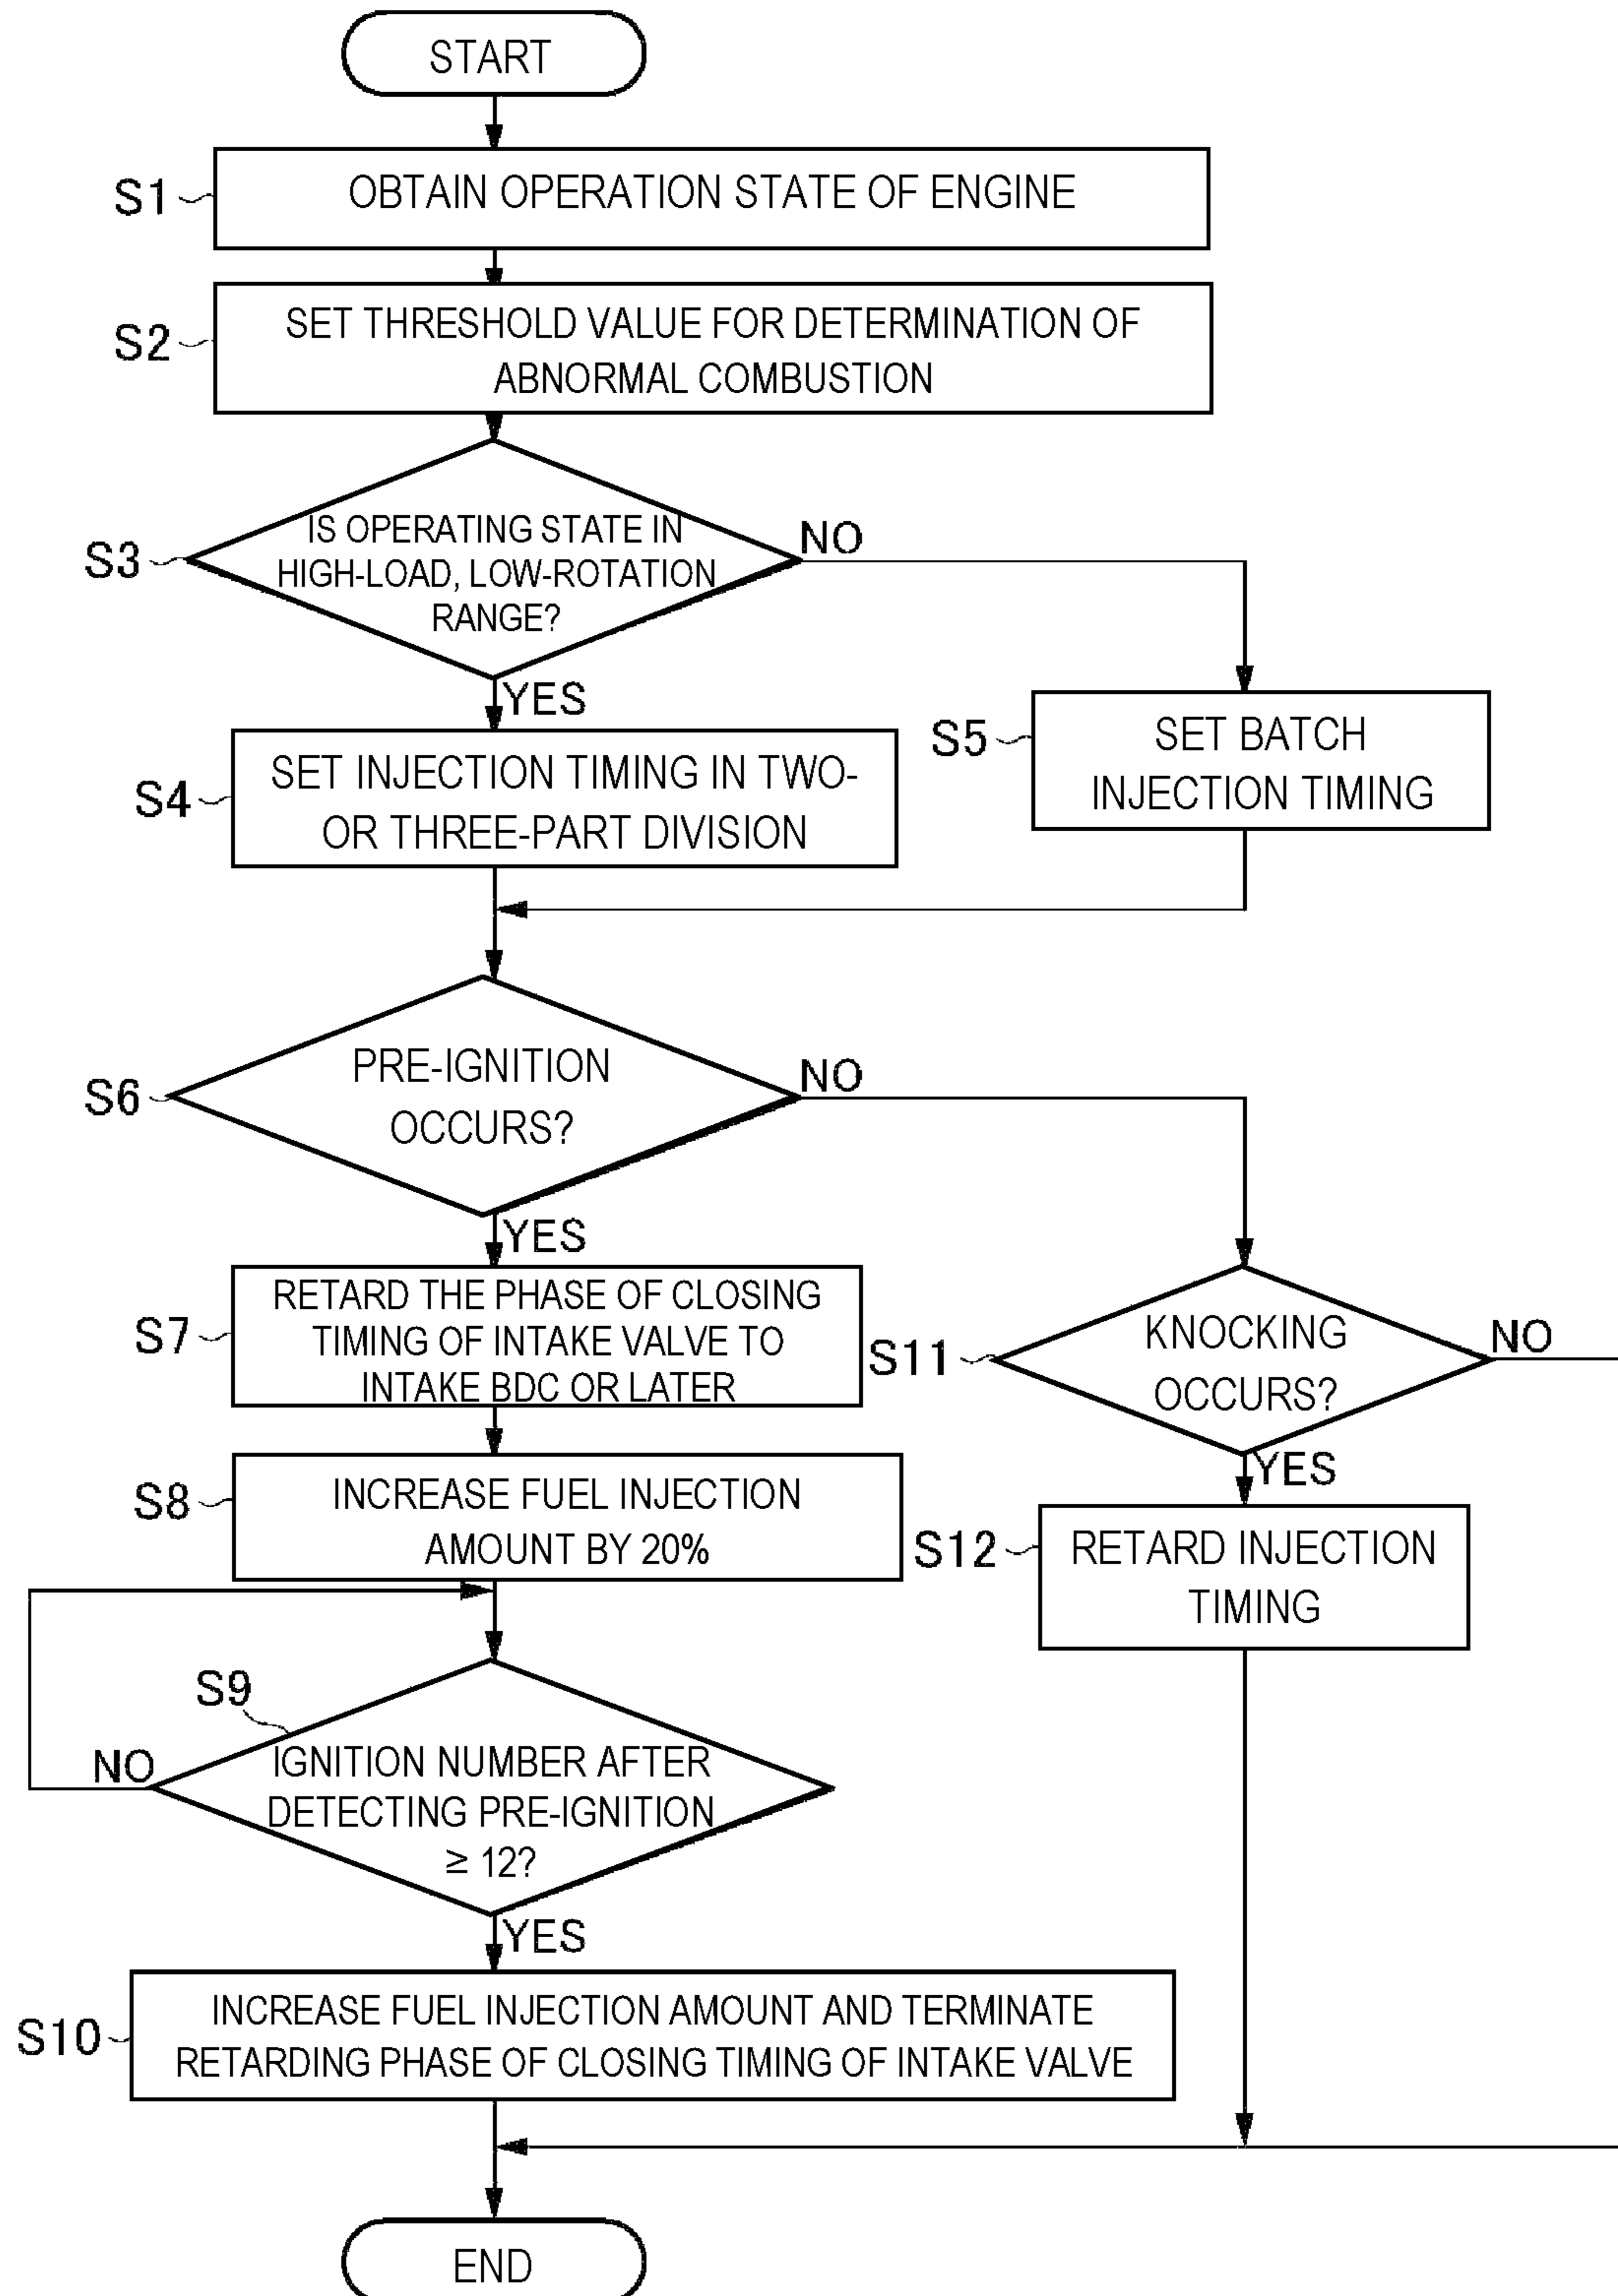 START
S1
OBTAIN OPERATION STATE OF ENGINE
S2
SET THRESHOLD VALUE FOR DETERMINATION OF
ABNORMAL COMBUSTION
S3
IS OPERATING STATE IN
HIGH-LOAD, LOW-ROTATION
RANGE?
NO
YES
S4
SET INJECTION TIMING IN TWO-
OR THREE-PART DIVISION
S5
SET BATCH
INJECTION TIMING
S6
PRE-IGNITION
OCCURS?
NO
YES
S7
RETARD THE PHASE OF CLOSING
TIMING OF INTAKE VALVE TO
INTAKE BDC OR LATER
S11
KNOCKING
OCCURS?
NO
YES
S8
INCREASE FUEL INJECTION
AMOUNT BY 20%
S12
RETARD INJECTION
TIMING
S9
IGNITION NUMBER AFTER
DETECTING PRE-IGNITION
≥ 12?
NO
YES
S10
INCREASE FUEL INJECTION AMOUNT AND TERMINATE
RETARDING PHASE OF CLOSING TIMING OF INTAKE VALVE
END